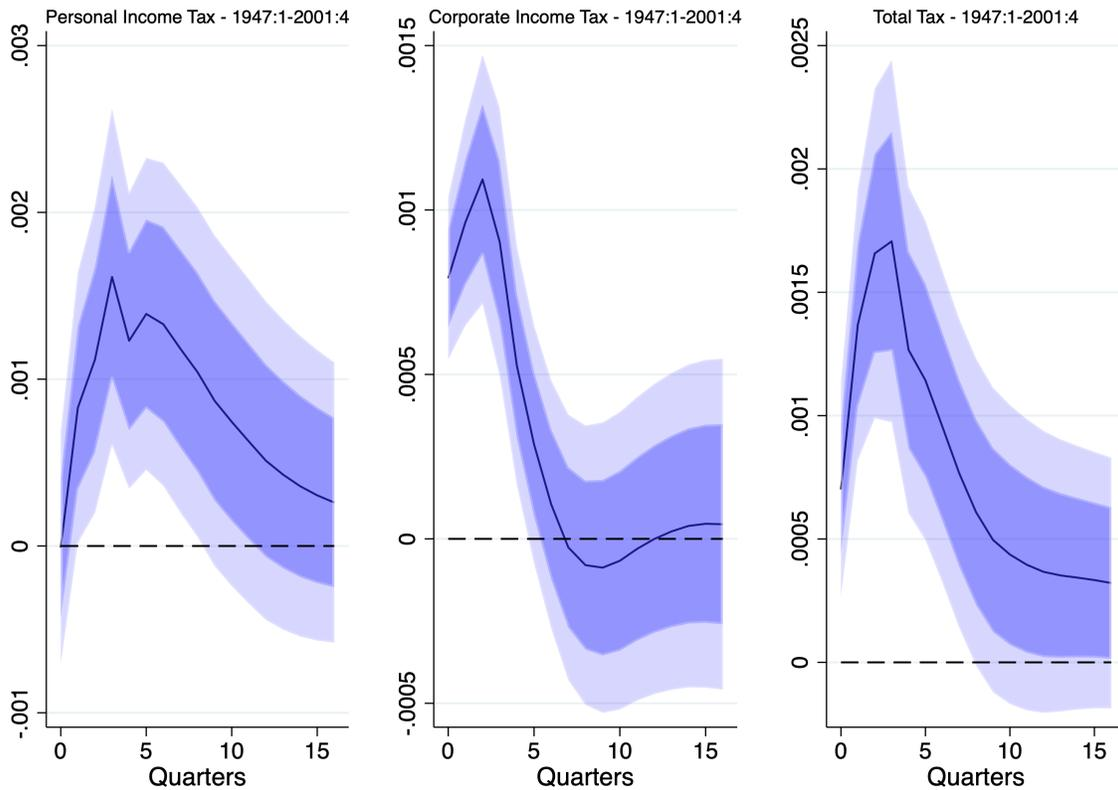 Personal Income Tax - 1947:1-2001:4
.003
.002
.001
0
-.001
0 5 10 15
Quarters
Corporate Income Tax - 1947:1-2001:4
.0015
.001
.0005
0
-.0005
0 5 10 15
Quarters
Total Tax - 1947:1-2001:4
.0025
.002
.0015
.001
.0005
0
0 5 10 15
Quarters